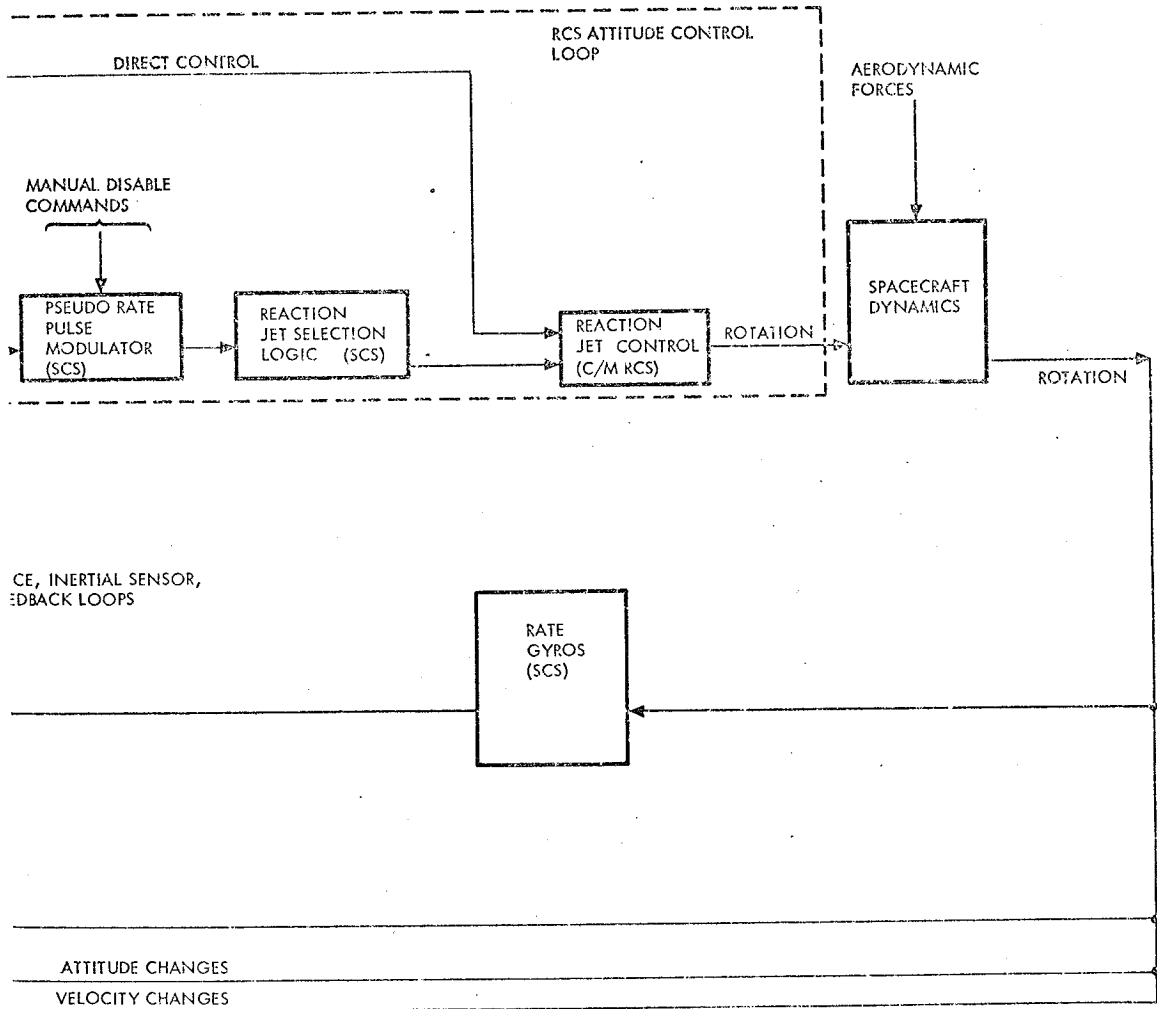 RCS ATTITUDE CONTROL
LOOP
DIRECT CONTROL
AERODYNAMIC
FORCES
MANUAL DISABLE
COMMANDS
PSEUDO RATE
PULSE
MODULATOR
(SCS)
REACTION
JET SELECTION
LOGIC (SCS)
REACTION
JET CONTROL
(C/M RCS)
ROTATION
SPACECRAFT
DYNAMICS
ROTATION
CE, INERTIAL SENSOR,
EDBACK LOOPS
RATE
GYROS
(SCS)
ATTITUDE CHANGES
VELOCITY CHANGES